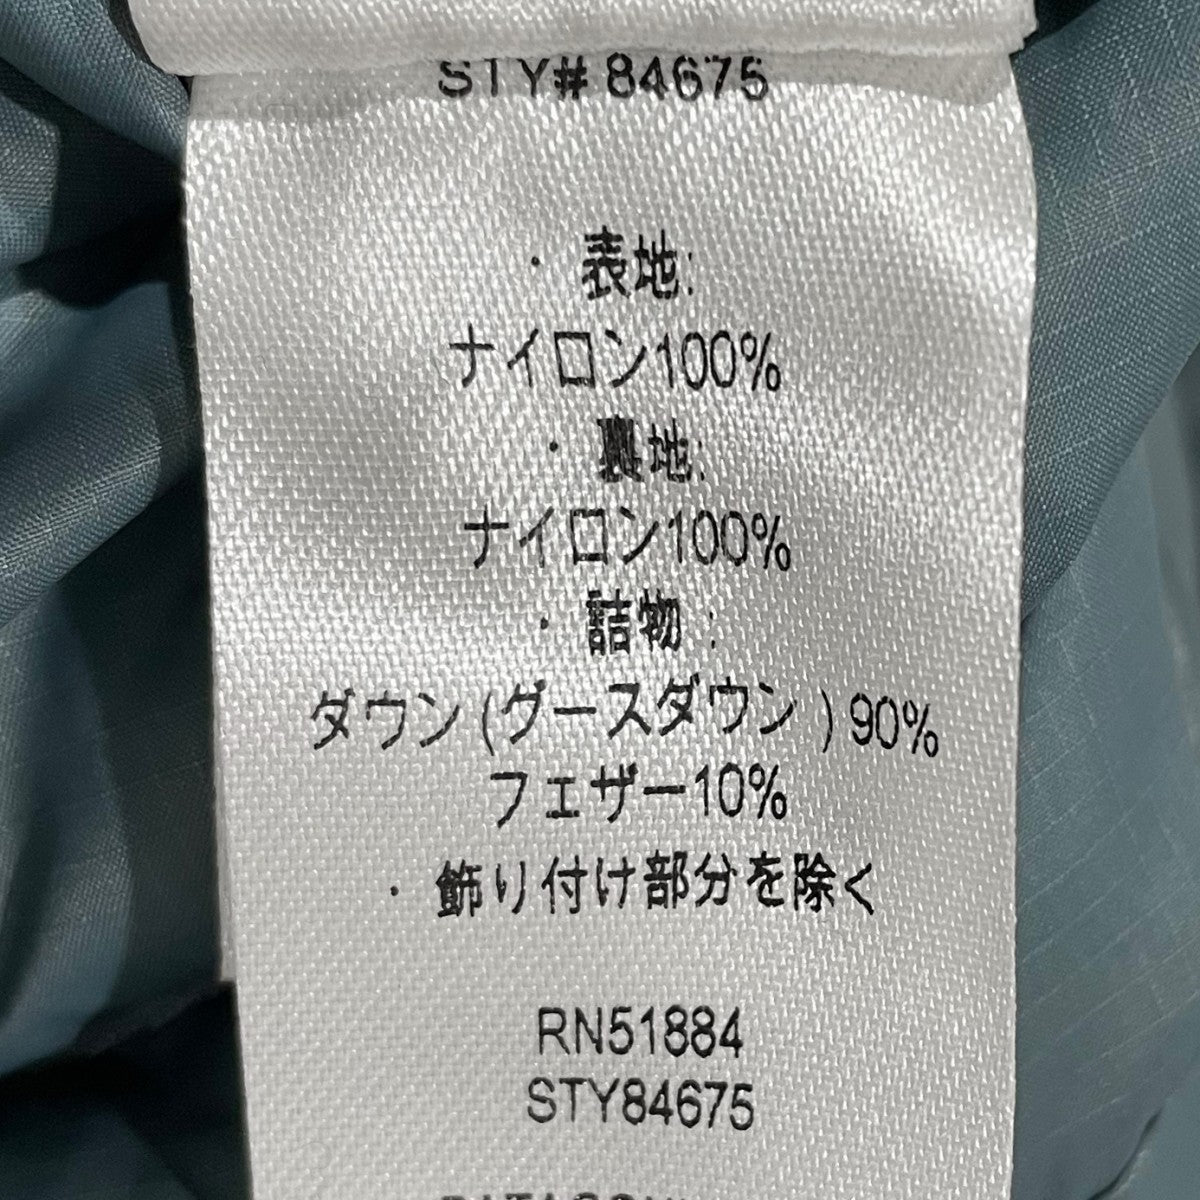 STY# 84675
・表地:
ナイロン100%
・裏地:
ナイロン100%
・詰物:
ダウン(グースダウン)90%
フェザー10%
・飾り付け部分を除く
RN51884
STY84675